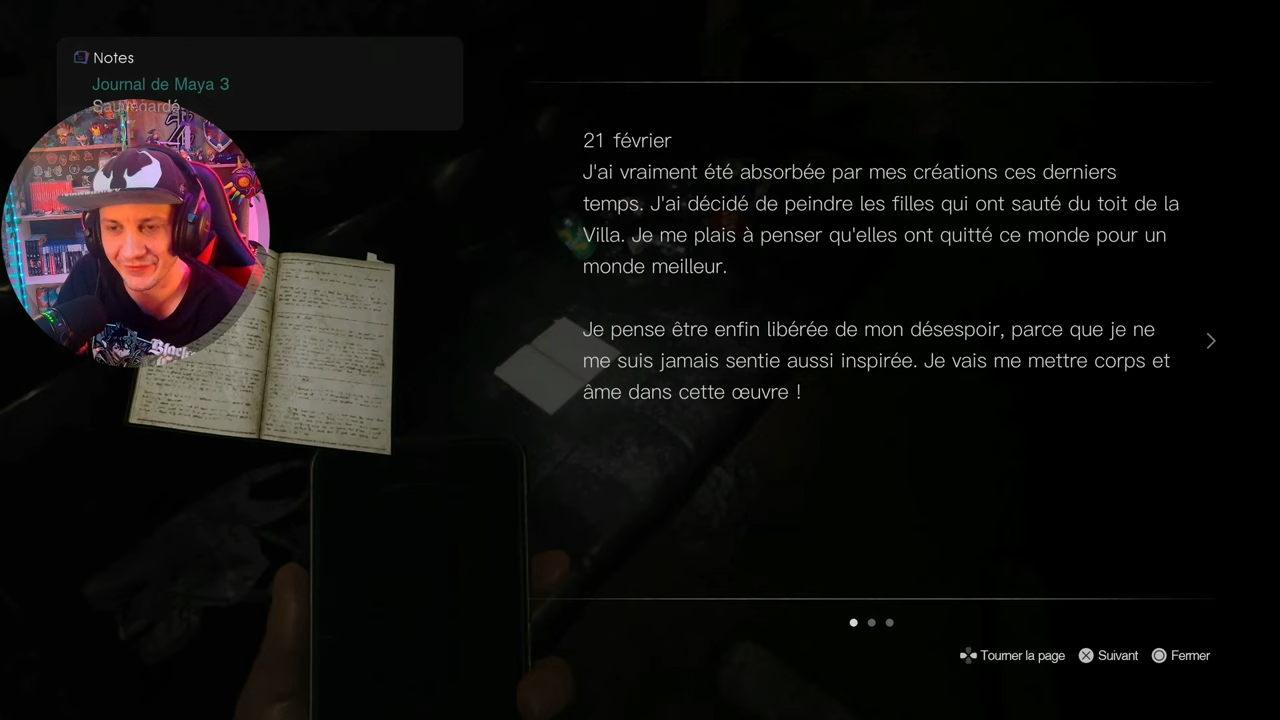 Notes
Journal de Maya 3
Sauvegardé
21 février
J'ai vraiment été absorbée par mes créations ces derniers
temps. J'ai décidé de peindre les filles qui ont sauté du toit de la
Villa. Je me plais à penser qu'elles ont quitté ce monde pour un
monde meilleur.
Je pense être enfin libérée de mon désespoir, parce que je ne
me suis jamais sentie aussi inspirée. Je vais me mettre corps et
âme dans cette œuvre !
Tourner la page
Suivant
Fermer